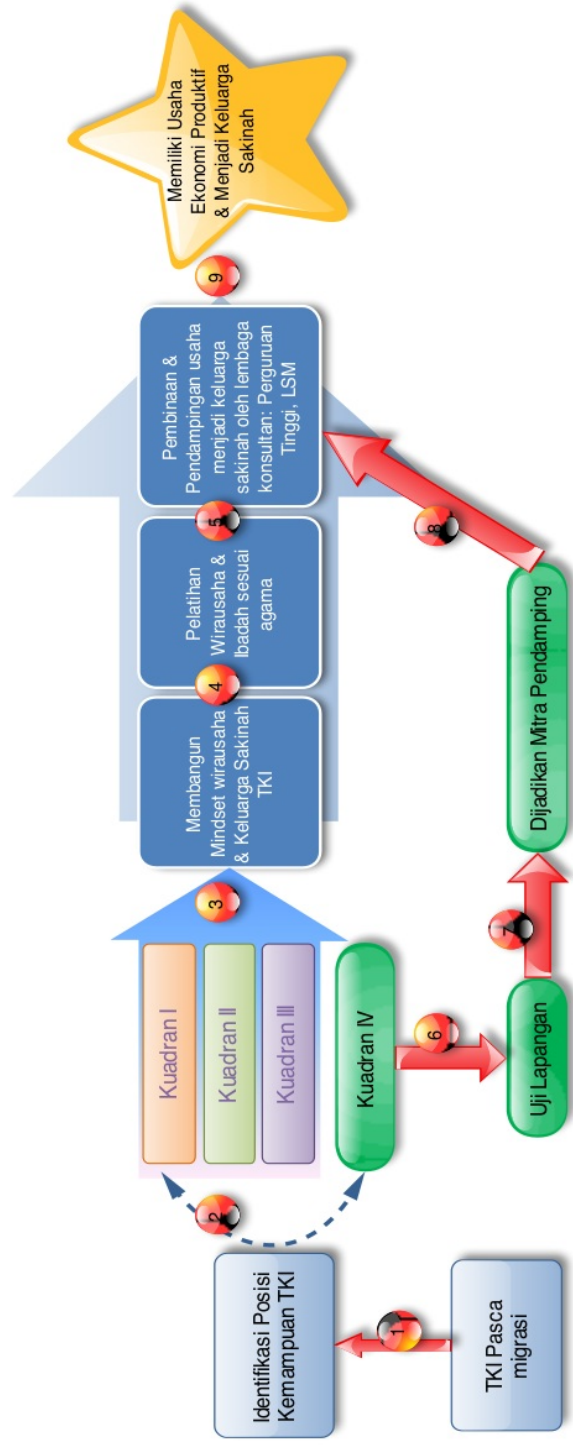 TKI Pasca
migrasi
1
Identifikasi Posisi
Kemampuan TKI
2
Kuadran I
Kuadran II
Kuadran III
Kuadran IV
3
Membangun
Mindset wirausaha
& Keluarga Sakinah
TKI
4
Pelatihan
Wirausaha &
Ibadah sesuai
agama
5
Pembinaan &
Pendampingan usaha
menjadi keluarga
sakinah oleh lembaga
konsultan: Perguruan
Tinggi, LSM
6
Uji Lapangan
7
Dijadikan Mitra Pendamping
8
9
Memiliki Usaha
Ekonomi Produktif
& Menjadi Keluarga
Sakinah